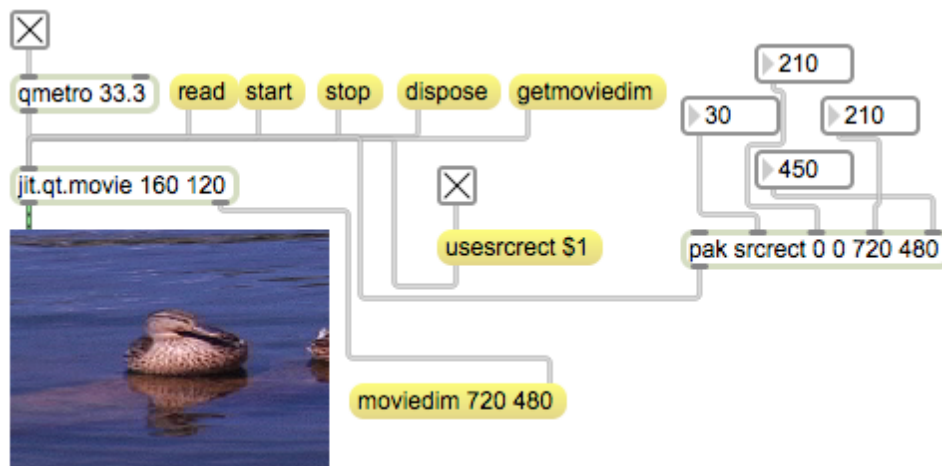 qmetro 33.3
read
start
stop
dispose
getmoviedim
210
30
210
450
jit.qt.movie 160 120
usesrcrect $1
pak srcrect 0 0 720 480
moviedim 720 480